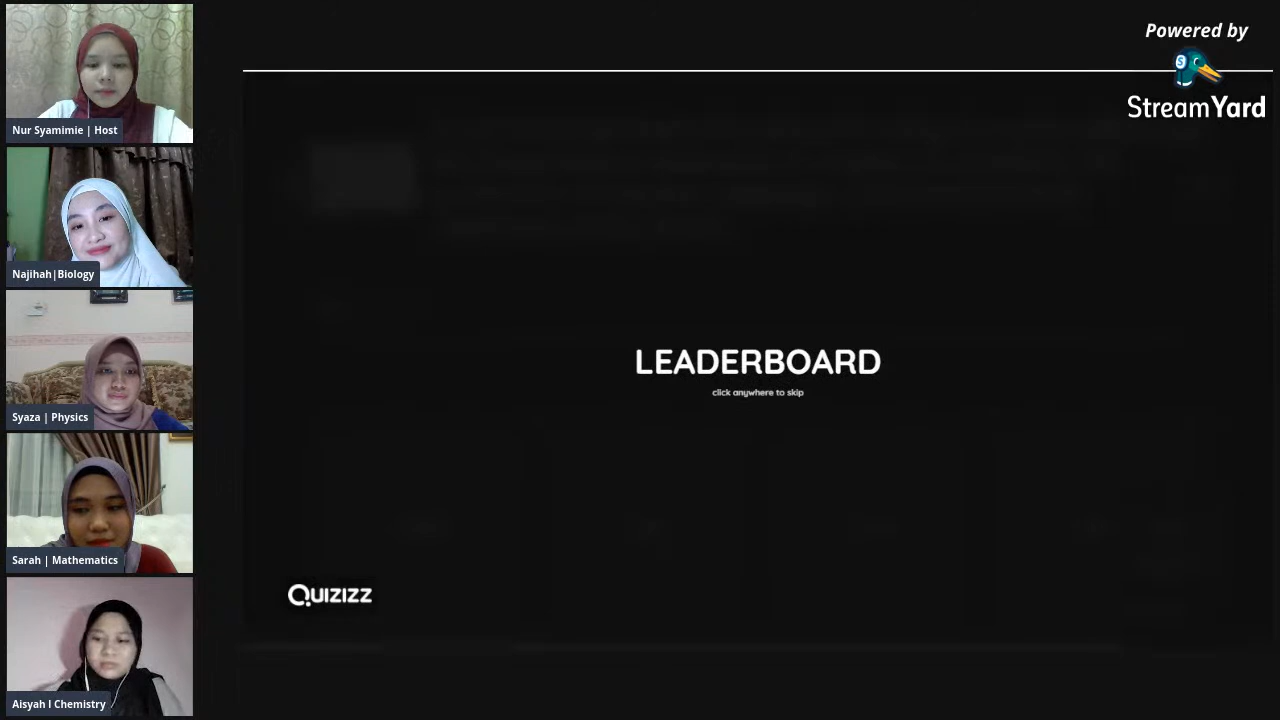 Powered by
StreamYard
Nur Syamimie | Host
Najihah|Biology
Syaza | Physics
Sarah | Mathematics
Aisyah I Chemistry
LEADERBOARD
click anywhere to skip
QUIZIZZ